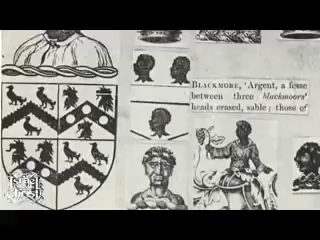 BLACKMORE, 'Argent, a fesse
between three blackmoors'
heads erased, sable; those of